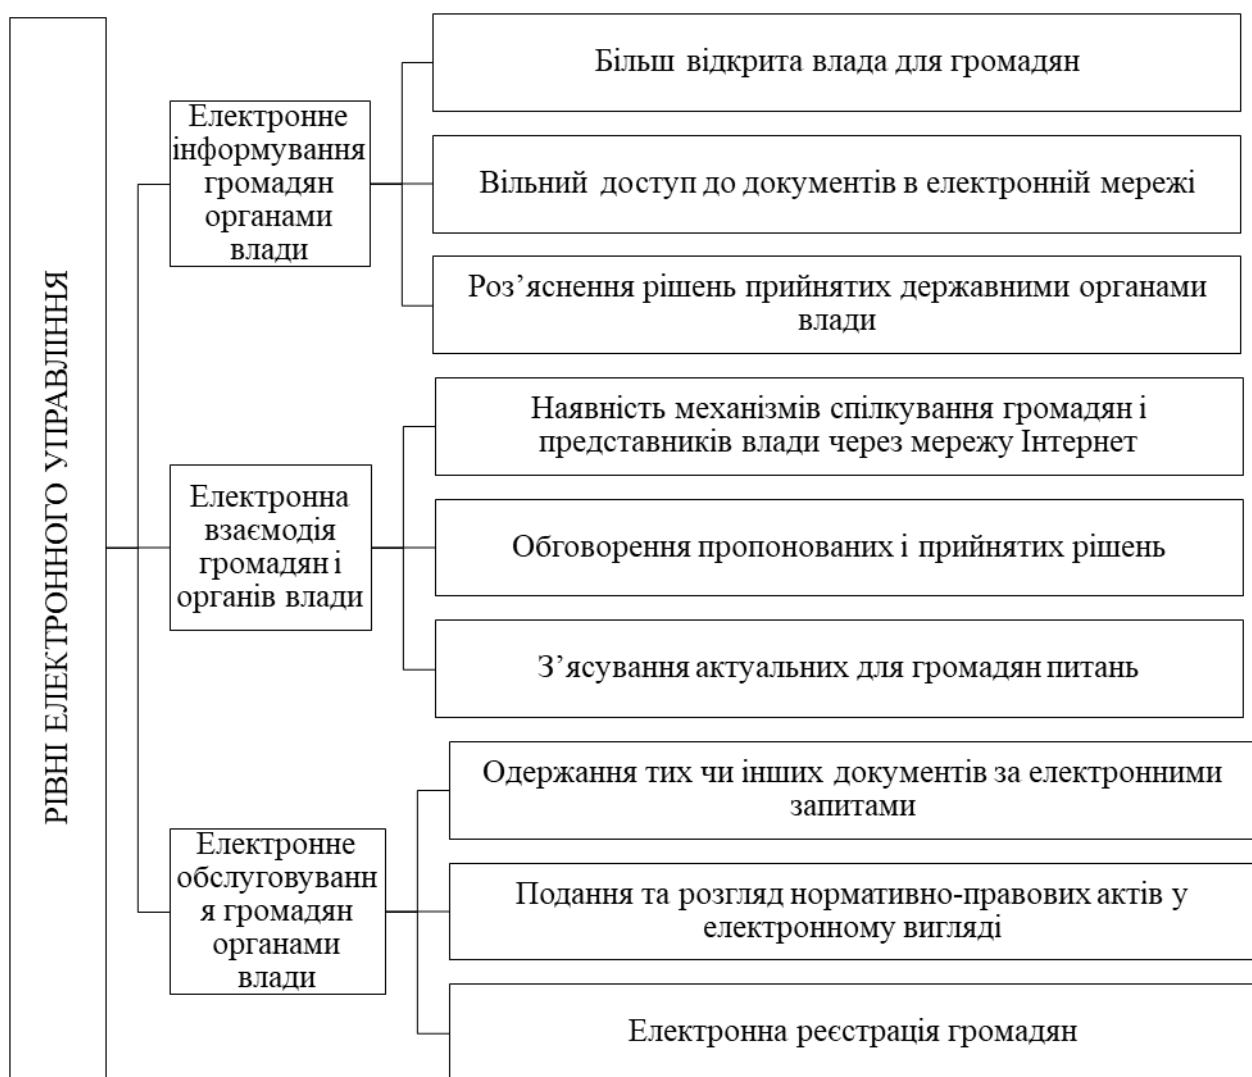 РІВНІ ЕЛЕКТРОННОГО УПРАВЛІННЯ
Електронне
інформування
громадян
органами
влади
Більш відкрита влада для громадян
Вільний доступ до документів в електронній мережі
Роз’яснення рішень прийнятих державними органами
влади
Електронна
взаємодія
громадян і
органів влади
Наявність механізмів спілкування громадян і
представників влади через мережу Інтернет
Обговорення пропонованих і прийнятих рішень
З’ясування актуальних для громадян питань
Електронне
обслуговуванн
я громадян
органами
влади
Одержання тих чи інших документів за електронними
запитами
Подання та розгляд нормативно-правових актів у
електронному вигляді
Електронна реєстрація громадян